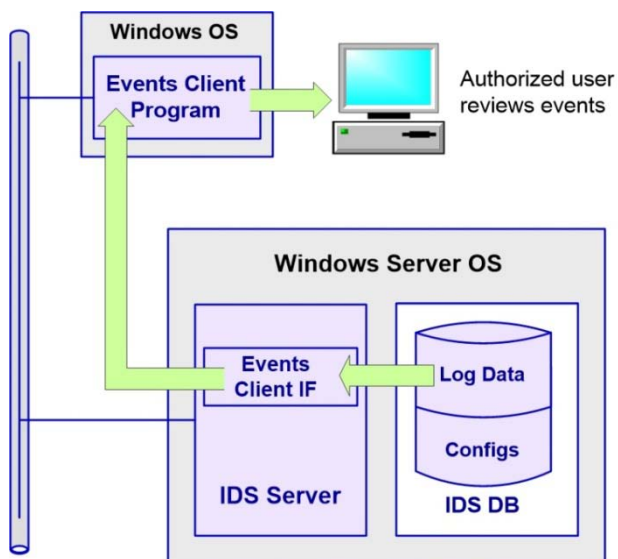 Windows OS
Events Client
Program
Authorized user
reviews events
Windows Server OS
Events
Client IF
IDS Server
Log Data
Configs
IDS DB